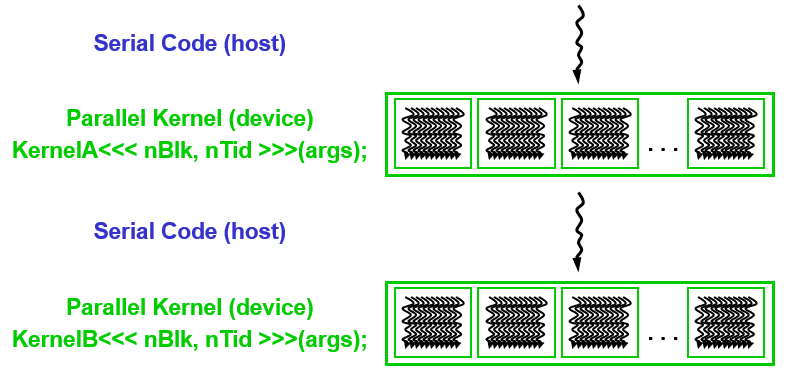 Serial Code (host)
Parallel Kernel (device)
KernelA<<< nBlk, nTid >>>(args);
. . .
Serial Code (host)
Parallel Kernel (device)
KernelB<<< nBlk, nTid >>>(args);
. . .